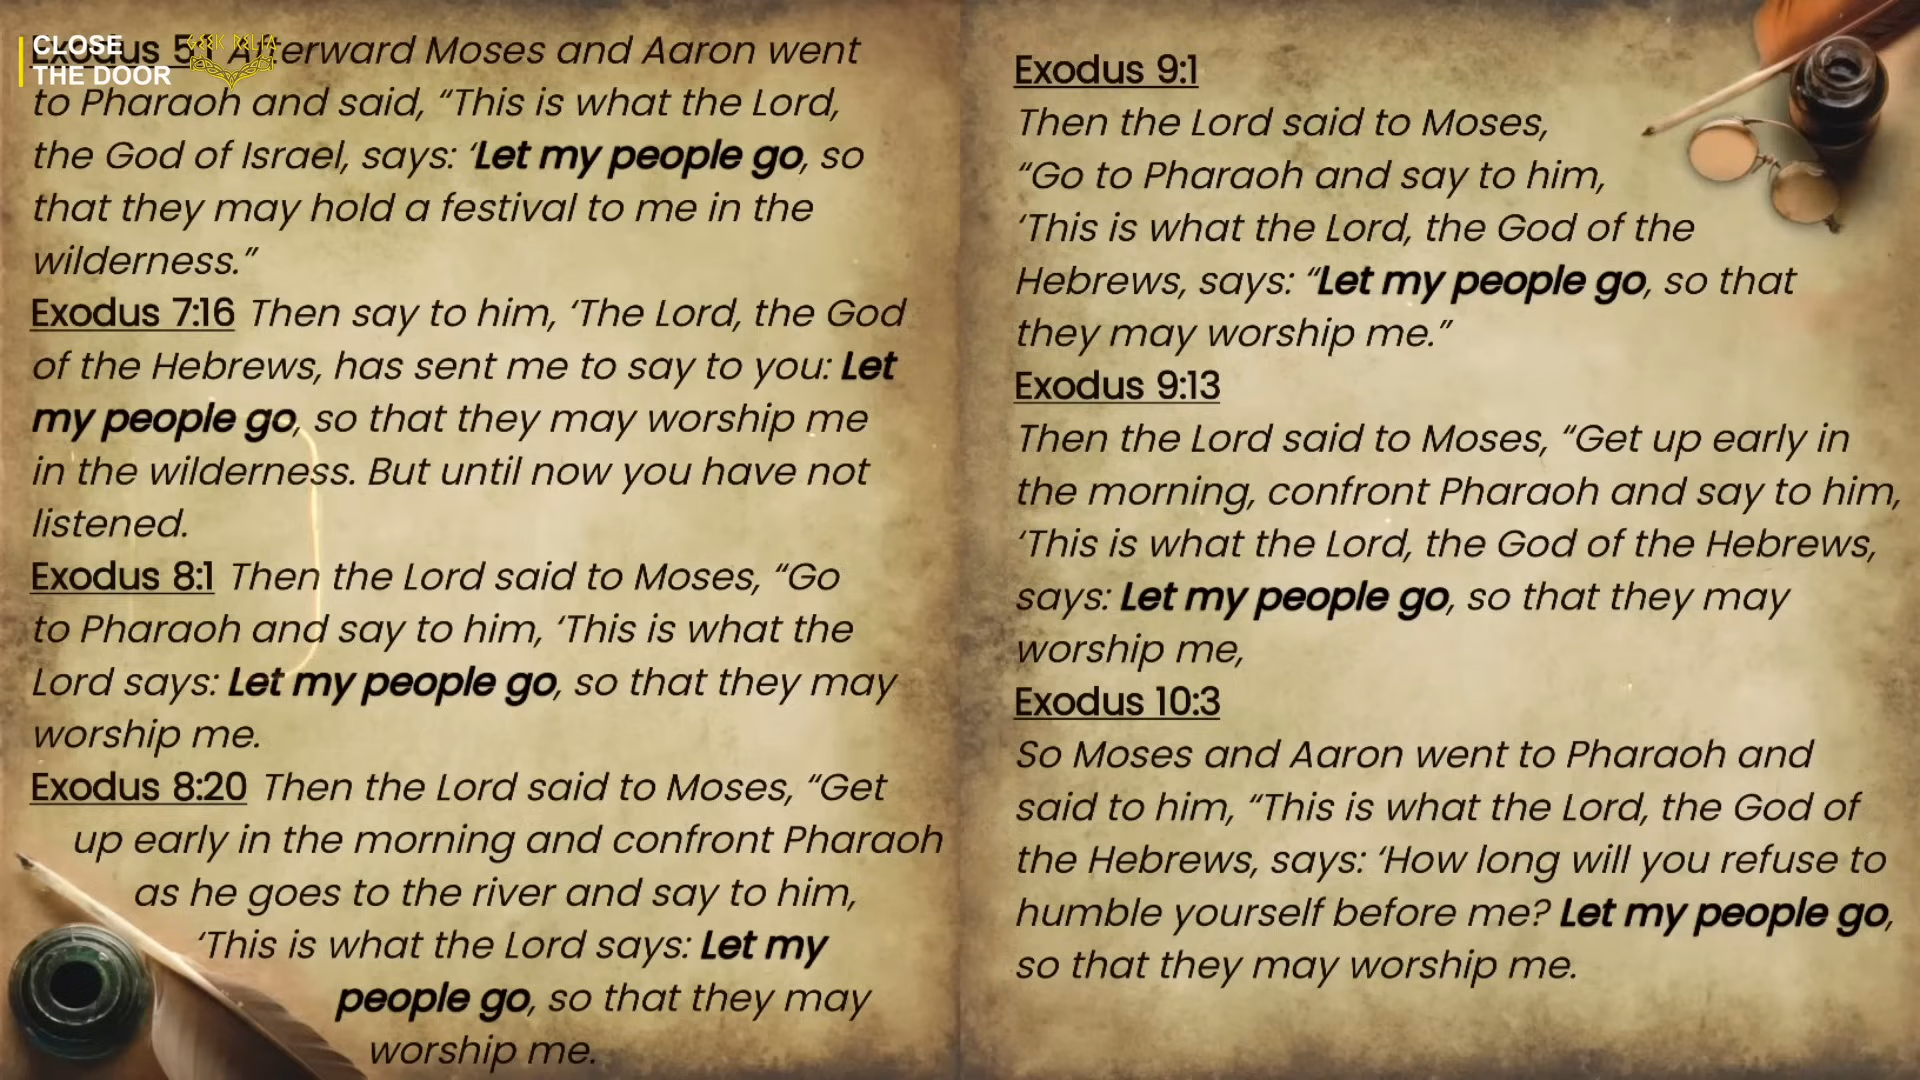 CLOSE
THE DOOR
GEEK RELIA
Exodus 5:1 Afterward Moses and Aaron went
to Pharaoh and said, “This is what the Lord,
the God of Israel, says: ‘Let my people go, so
that they may hold a festival to me in the
wilderness.”
Exodus 7:16 Then say to him, ‘The Lord, the God
of the Hebrews, has sent me to say to you: Let
my people go, so that they may worship me
in the wilderness. But until now you have not
listened.
Exodus 8:1 Then the Lord said to Moses, “Go
to Pharaoh and say to him, ‘This is what the
Lord says: Let my people go, so that they may
worship me.
Exodus 8:20 Then the Lord said to Moses, “Get
up early in the morning and confront Pharaoh
as he goes to the river and say to him,
‘This is what the Lord says: Let my
people go, so that they may
worship me.
Exodus 9:1
Then the Lord said to Moses,
“Go to Pharaoh and say to him,
‘This is what the Lord, the God of the
Hebrews, says: “Let my people go, so that
they may worship me.”
Exodus 9:13
Then the Lord said to Moses, “Get up early in
the morning, confront Pharaoh and say to him,
‘This is what the Lord, the God of the Hebrews,
says: Let my people go, so that they may
worship me,
Exodus 10:3
So Moses and Aaron went to Pharaoh and
said to him, “This is what the Lord, the God of
the Hebrews, says: ‘How long will you refuse to
humble yourself before me? Let my people go,
so that they may worship me.